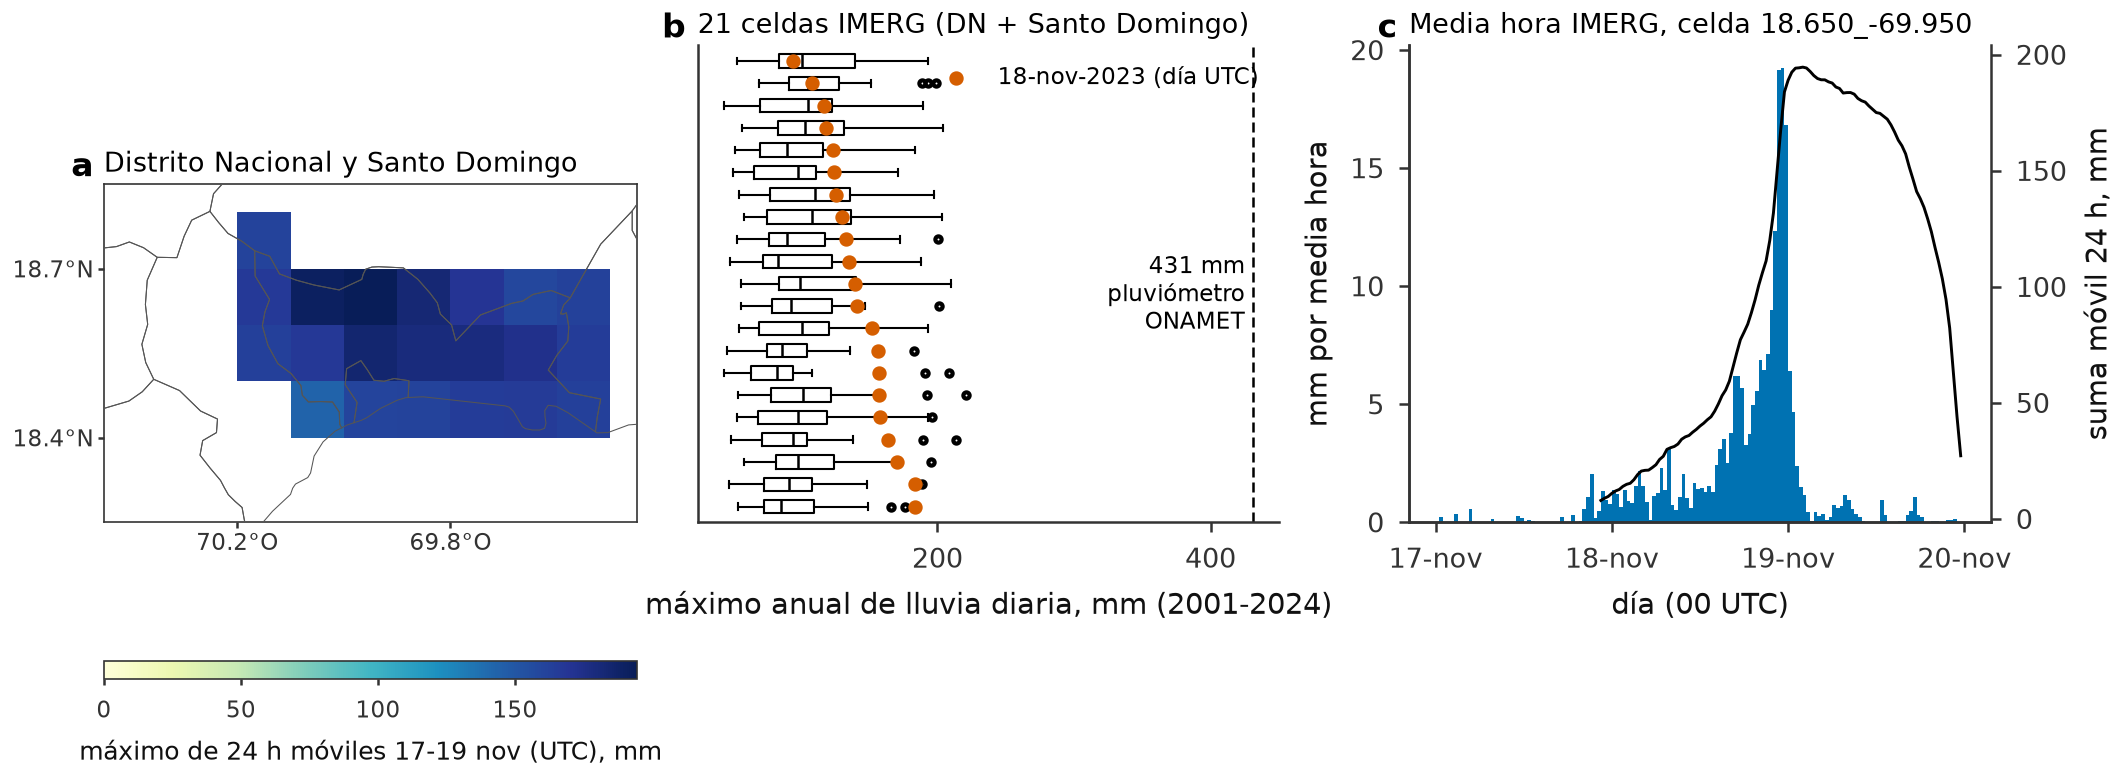 a Distrito Nacional y Santo Domingo
18.7°N
18.4°N
70.2°O 69.8°O
0 50 100 150
máximo de 24 h móviles 17-19 nov (UTC), mm
b 21 celdas IMERG (DN + Santo Domingo)
18-nov-2023 (día UTC)
431 mm
pluviómetro
ONAMET
200 400
máximo anual de lluvia diaria, mm (2001-2024)
c Media hora IMERG, celda 18.650_-69.950
mm por media hora
20
15
10
5
0
200
150
100
50
0
suma móvil 24 h, mm
17-nov 18-nov 19-nov 20-nov
día (00 UTC)